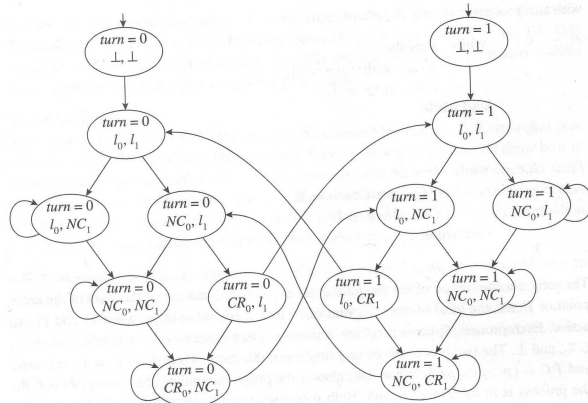 turn = 0
⊥, ⊥
turn = 1
⊥, ⊥
turn = 0
l₀, l₁
turn = 1
l₀, l₁
turn = 0
l₀, NC₁
turn = 0
NC₀, l₁
turn = 1
l₀, NC₁
turn = 1
NC₀, l₁
turn = 0
NC₀, NC₁
turn = 0
CR₀, l₁
turn = 1
l₀, CR₁
turn = 1
NC₀, NC₁
turn = 0
CR₀, NC₁
turn = 1
NC₀, CR₁